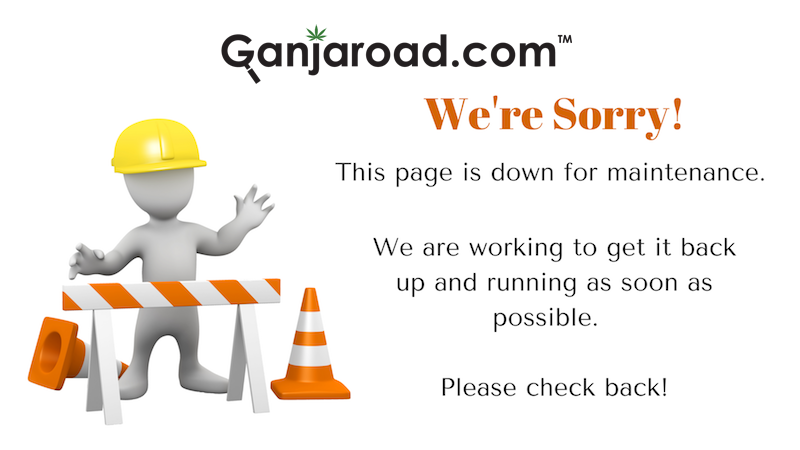 Ganjaroad.com™
We're Sorry!
This page is down for maintenance.
We are working to get it back
up and running as soon as
possible.
Please check back!